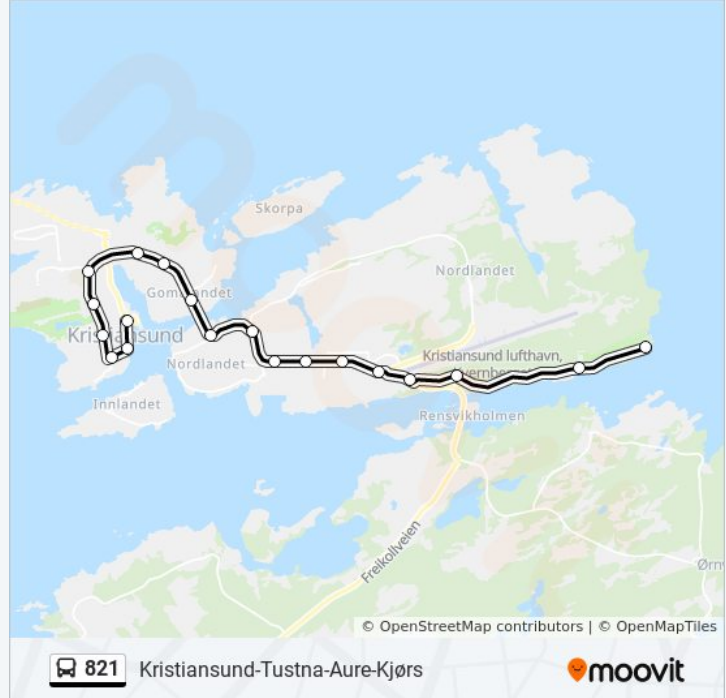 Skorpa
Nordlandet
Gomalandet
Kristiansund
Kristiansund lufthavn,
Nordlandet
Innlandet
Rensvikholmen
Freikollveien
© OpenStreetMap contributors | © OpenMapTiles
821 Kristiansund-Tustna-Aure-Kjørs
moovit